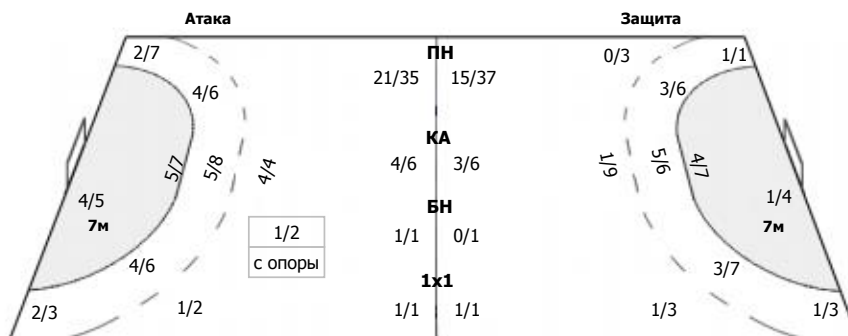 Атака Защита
2/7 ПН 0/3 1/1
4/6 21/35 15/37 3/6
5/7 5/8 4/4 КА 1/9 5/6 4/7
4/6 3/6
4/5 БН 1/4
7м 1/2 1/1 0/1 7м
с опоры
4/6 1х1 3/7
2/3 1/2 1/1 1/1 1/3 1/3